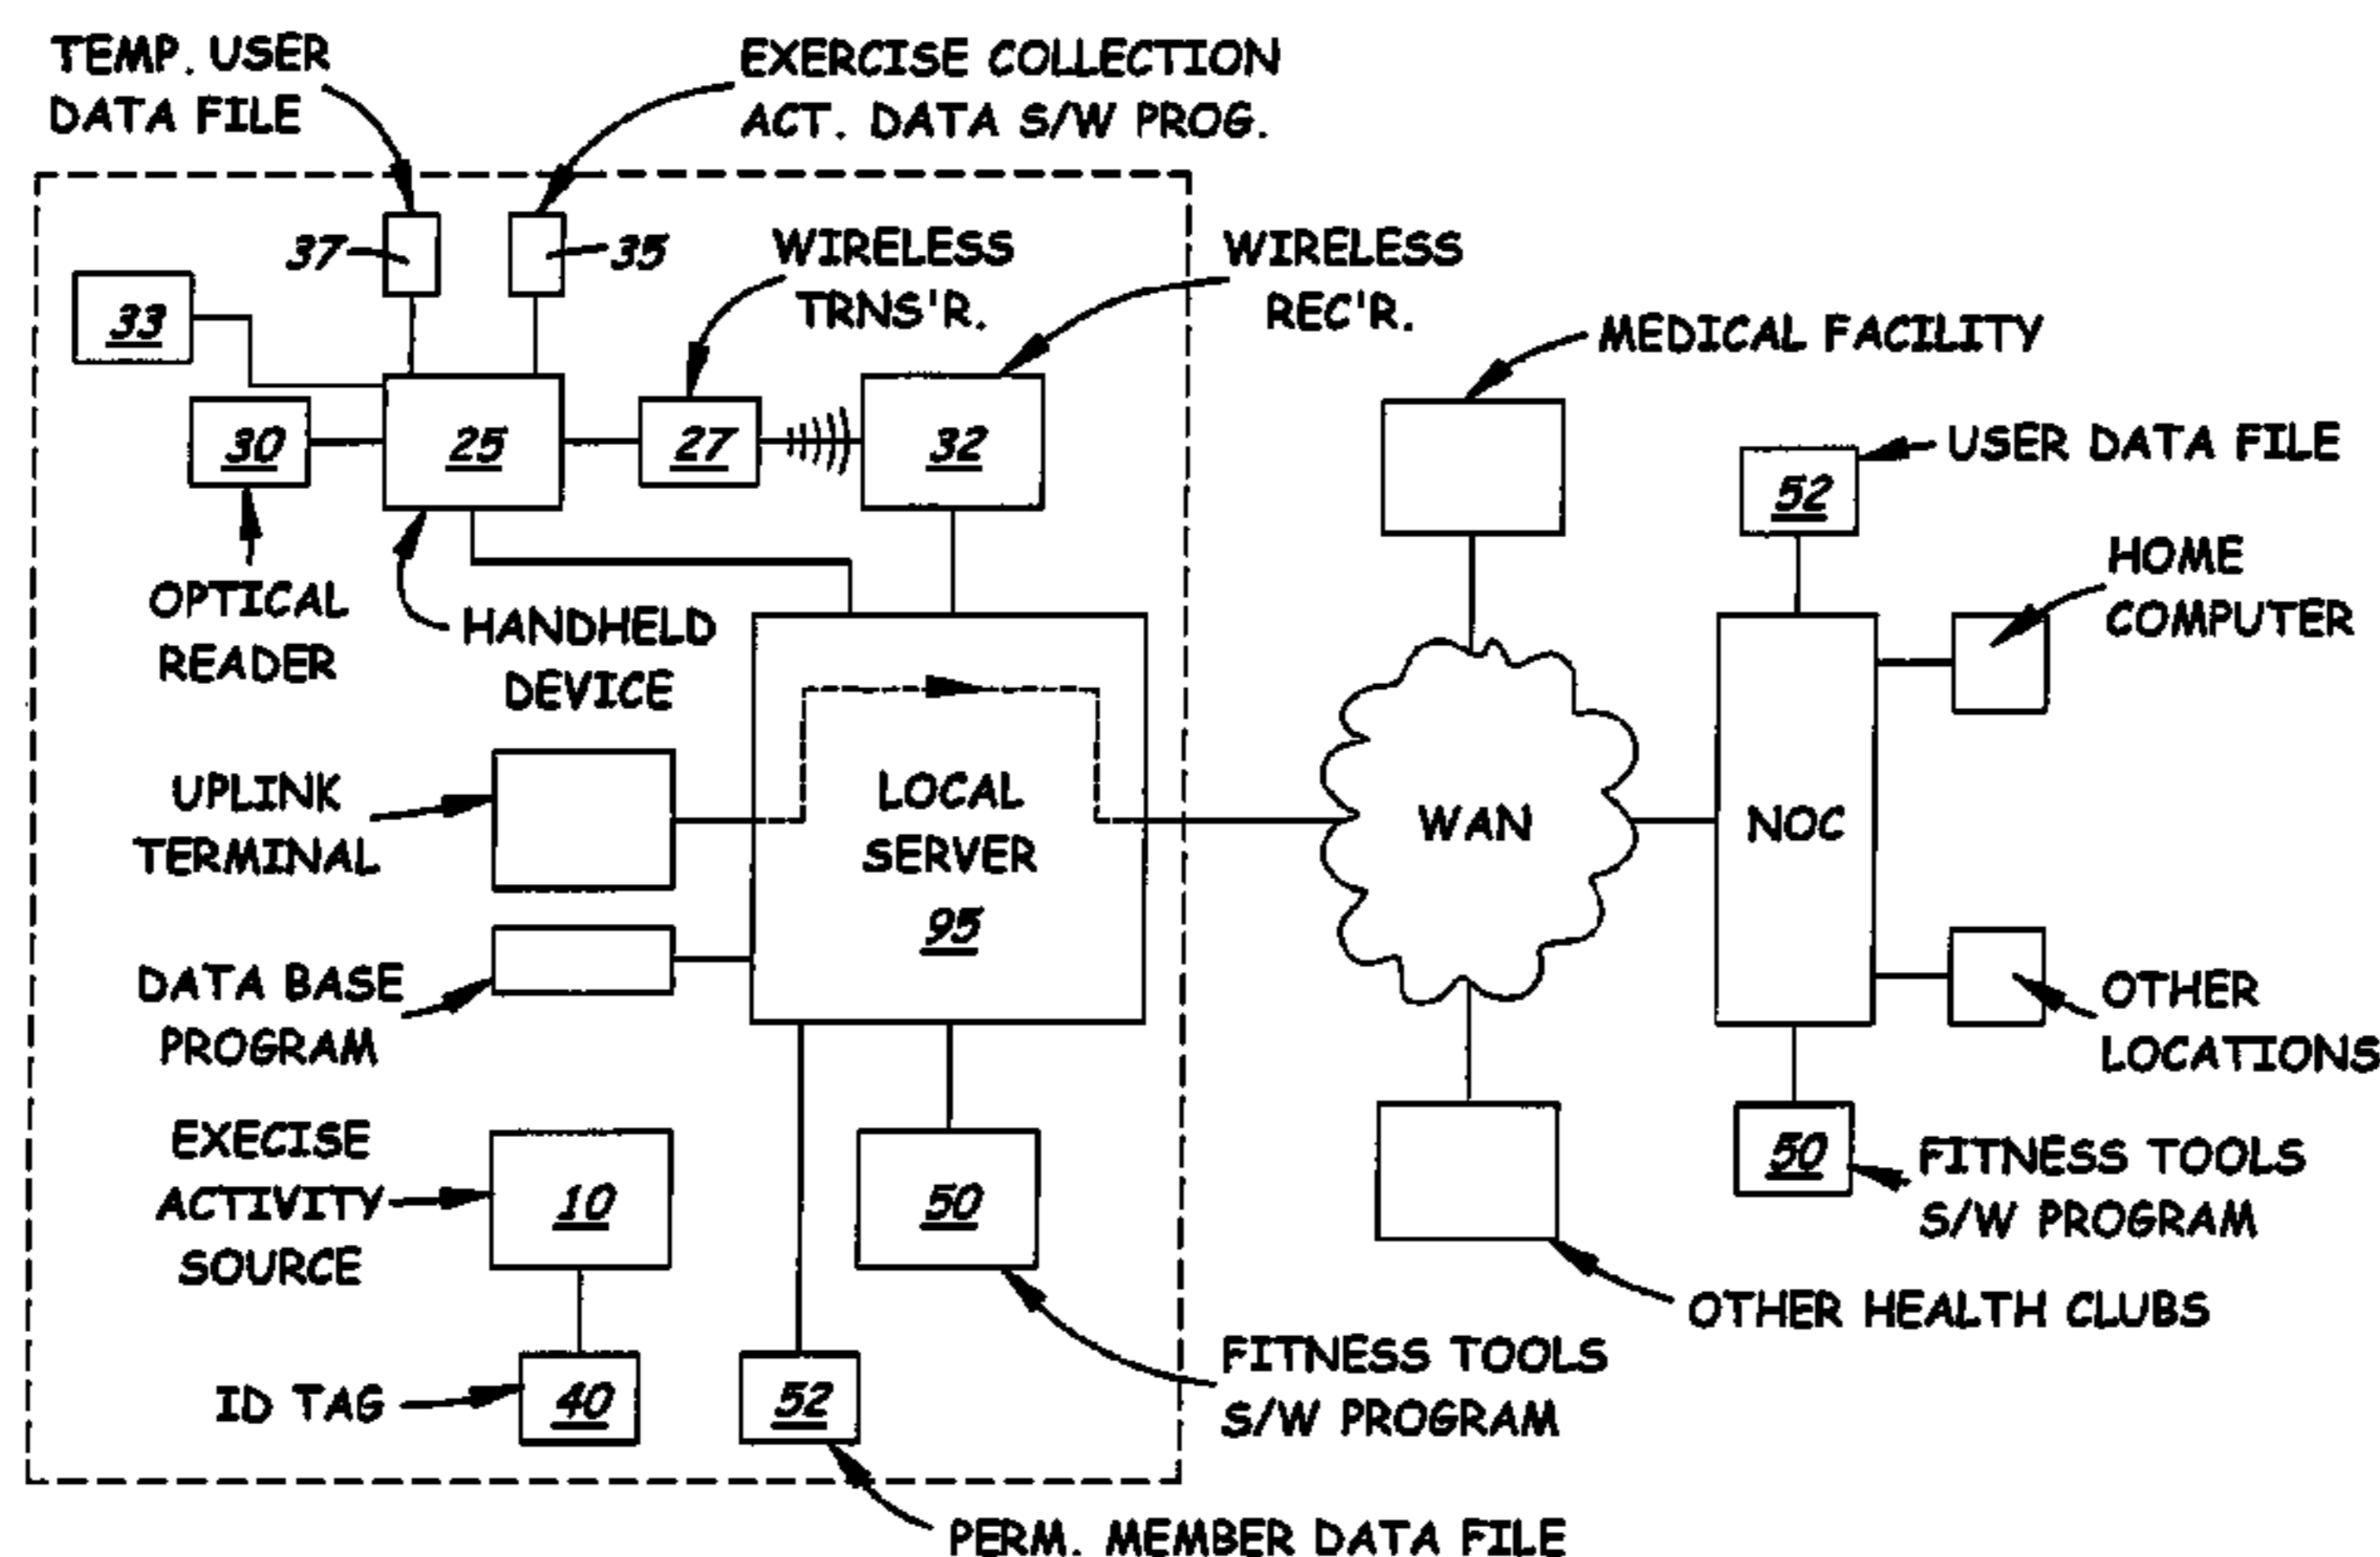 TEMP. USER
DATA FILE
EXERCISE COLLECTION
ACT. DATA S/W PROG.
37
35
33
WIRELESS
TRNS'R.
WIRELESS
REC'R.
MEDICAL FACILITY
30
25
27
32
USER DATA FILE
52
HOME
COMPUTER
OPTICAL
READER
HANDHELD
DEVICE
UPLINK
TERMINAL
LOCAL
SERVER
95
WAN
NOC
DATA BASE
PROGRAM
OTHER
LOCATIONS
EXECISE
ACTIVITY
SOURCE
10
50
50
FITNESS TOOLS
S/W PROGRAM
OTHER HEALTH CLUBS
FITNESS TOOLS
S/W PROGRAM
ID TAG
40
52
PERM. MEMBER DATA FILE